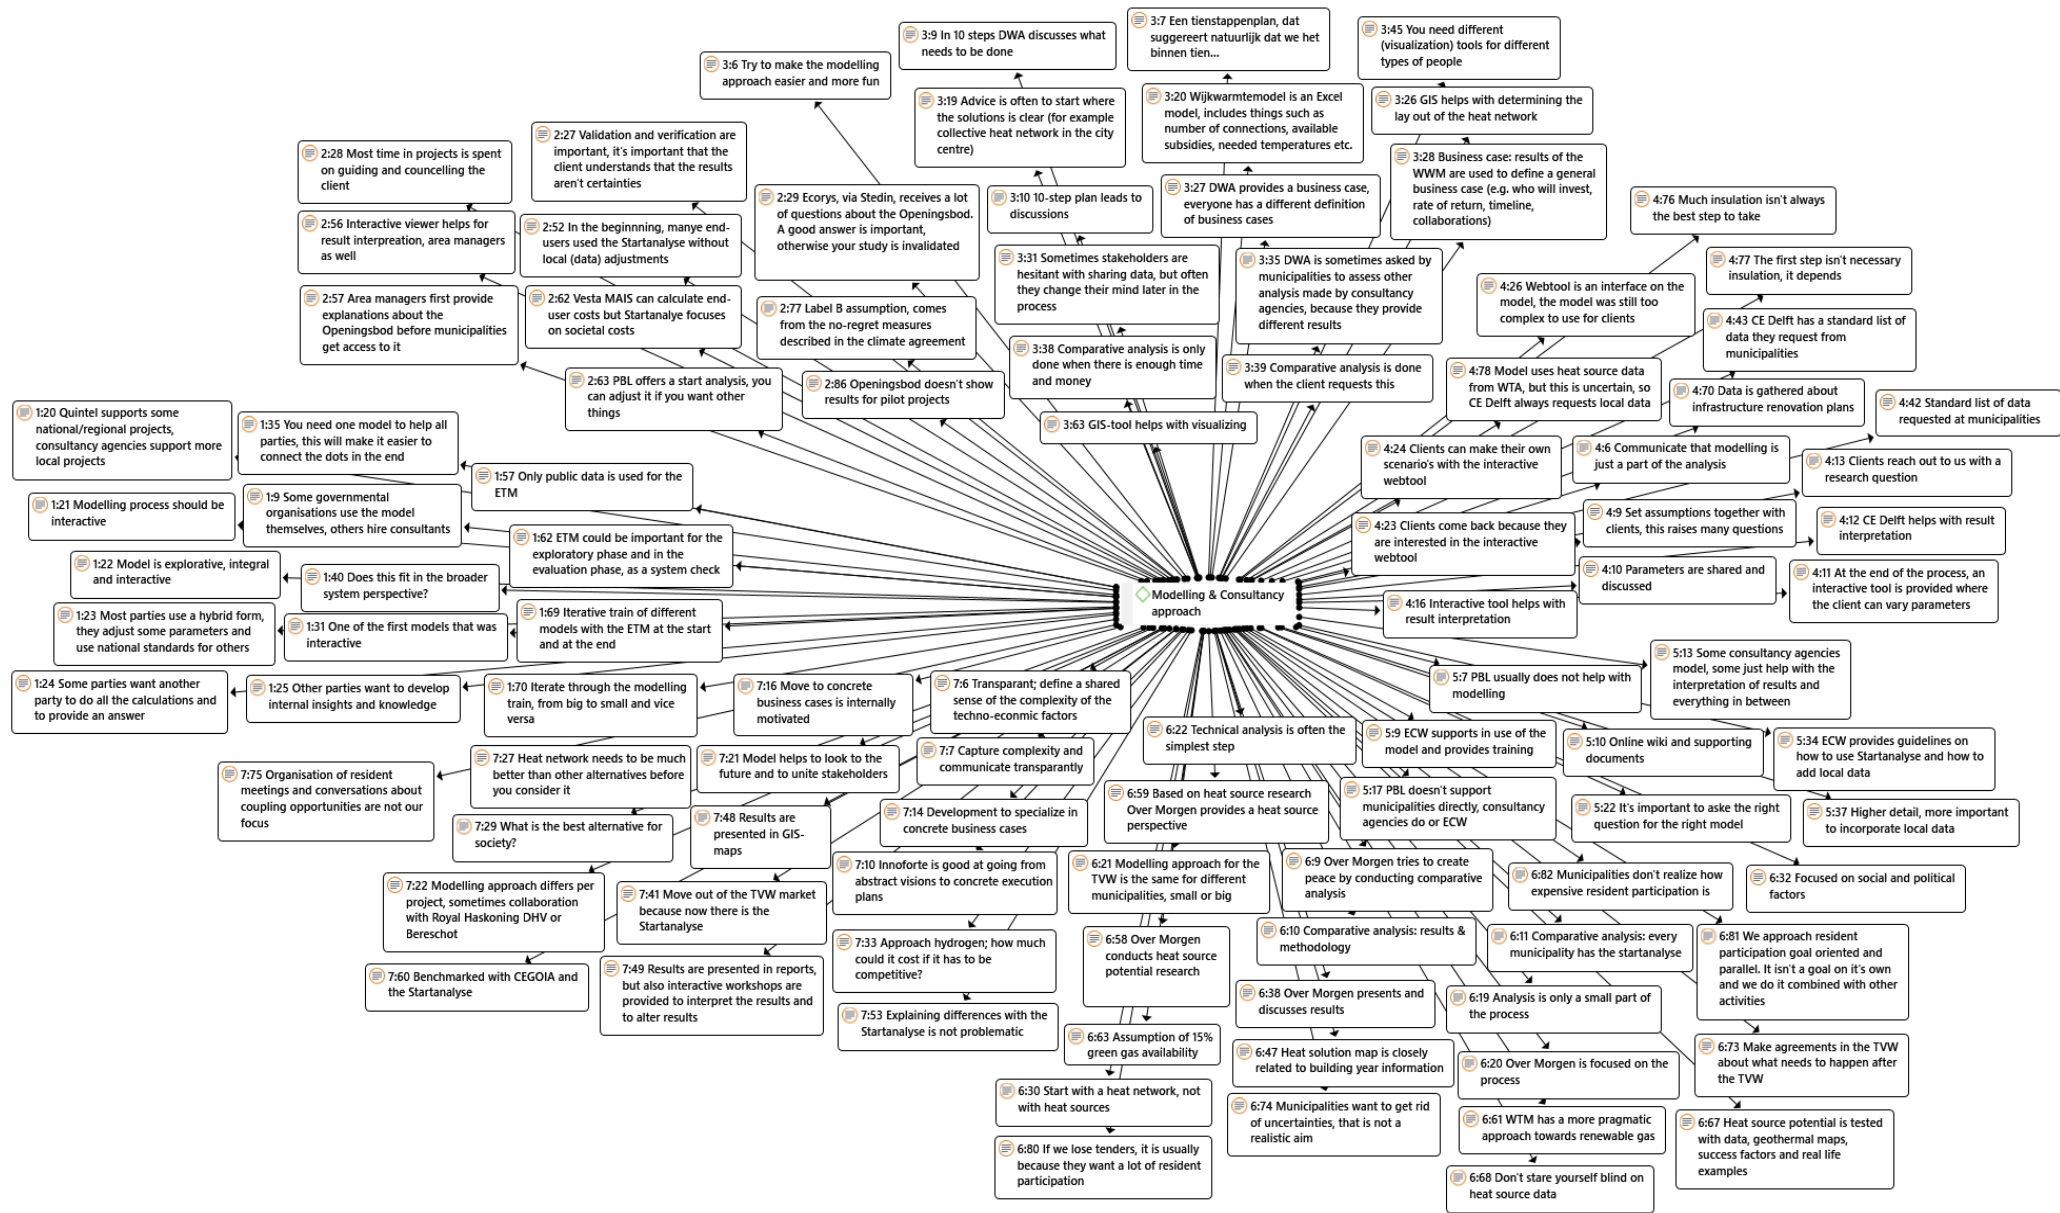 3:7 Een tienstappenplan, dat
suggereert natuurlijk dat we het
binnen tien...
3:45 You need different
(visualization) tools for different
types of people
3:9 In 10 steps DWA discusses what
needs to be done
3:6 Try to make the modelling
approach easier and more fun
3:19 Advice is often to start where
the solutions is clear (for example
collective heat network in the city
centre)
3:20 Wijkwarmtemodel is an Excel
model, includes things such as
number of connections, available
subsidies, needed temperatures etc.
3:26 GIS helps with determining the
lay out of the heat network
2:28 Most time in projects is spent
on guiding and councelling the
client
2:27 Validation and verification are
important, it's important that the
client understands that the results
aren't certainties
3:28 Business case: results of the
WWM are used to define a general
business case (e.g. who will invest,
rate of return, timeline,
collaborations)
2:29 Ecorys, via Stedin, receives a lot
of questions about the Openingsbod.
A good answer is important,
otherwise your study is invalidated
3:10 10-step plan leads to
discussions
3:27 DWA provides a business case,
everyone has a different definition
of business cases
4:76 Much insulation isn't always
the best step to take
2:56 Interactive viewer helps for
result interpreation, area managers
as well
2:52 In the beginnning, manye end-
users used the Startanalyse without
local (data) adjustments
3:31 Sometimes stakeholders are
hesitant with sharing data, but often
they change their mind later in the
process
3:35 DWA is sometimes asked by
municipalities to assess other
analysis made by consultancy
agencies, because they provide
different results
4:77 The first step isn't necessary
insulation, it depends
4:26 Webtool is an interface on the
model, the model was still too
complex to use for clients
2:57 Area managers first provide
explanations about the
Openingsbod before municipalities
get access to it
2:62 Vesta MAIS can calculate end-
user costs but Startanalye focuses
on societal costs
2:77 Label B assumption, comes
from the no-regret measures
described in the climate agreement
4:43 CE Delft has a standard list of
data they request from
municipalities
3:38 Comparative analysis is only
done when there is enough time
and money
3:39 Comparative analysis is done
when the client requests this
4:78 Model uses heat source data
from WTA, but this is uncertain, so
CE Delft always requests local data
2:63 PBL offers a start analysis, you
can adjust it if you want other
things
2:86 Openingsbod doesn't show
results for pilot projects
4:70 Data is gathered about
infrastructure renovation plans
4:42 Standard list of data
requested at municipalities
1:20 Quintel supports some
national/regional projects,
consultancy agencies support more
local projects
1:35 You need one model to help all
parties, this will make it easier to
connect the dots in the end
3:63 GIS-tool helps with visualizing
4:24 Clients can make their own
scenario's with the interactive
webtool
4:6 Communicate that modelling is
just a part of the analysis
4:13 Clients reach out to us with a
research question
1:57 Only public data is used for the
ETM
1:21 Modelling process should be
interactive
1:9 Some governmental
organisations use the model
themselves, others hire consultants
4:9 Set assumptions together with
clients, this raises many questions
4:12 CE Delft helps with result
interpretation
4:23 Clients come back because they
are interested in the interactive
webtool
1:62 ETM could be important for the
exploratory phase and in the
evaluation phase, as a system check
1:22 Model is explorative, integral
and interactive
1:40 Does this fit in the broader
system perspective?
4:10 Parameters are shared and
discussed
4:11 At the end of the process, an
interactive tool is provided where
the client can vary parameters
Modelling & Consultancy
approach
4:16 Interactive tool helps with
result interpretation
1:23 Most parties use a hybrid form,
they adjust some parameters and
use national standards for others
1:31 One of the first models that was
interactive
1:69 Iterative train of different
models with the ETM at the start
and at the end
5:13 Some consultancy agencies
model, some just help with the
interpretation of results and
everything in between
1:24 Some parties want another
party to do all the calculations and
to provide an answer
1:25 Other parties want to develop
internal insights and knowledge
1:70 Iterate through the modelling
train, from big to small and vice
versa
7:16 Move to concrete
business cases is internally
motivated
7:6 Transparant; define a shared
sense of the complexity of the
techno-econmic factors
5:7 PBL usually does not help with
modelling
6:22 Technical analysis is often the
simplest step
5:9 ECW supports in use of the
model and provides training
5:10 Online wiki and supporting
documents
5:34 ECW provides guidelines on
how to use Startanalyse and how to
add local data
7:75 Organisation of resident
meetings and conversations about
coupling opportunities are not our
focus
7:27 Heat network needs to be much
better than other alternatives before
you consider it
7:21 Model helps to look to the
future and to unite stakeholders
7:7 Capture complexity and
communicate transparantly
6:59 Based on heat source research
Over Morgen provides a heat source
perspective
5:17 PBL doesn't support
municipalities directly, consultancy
agencies do or ECW
5:22 It's important to aske the right
question for the right model
5:37 Higher detail, more important
to incorporate local data
7:29 What is the best alternative for
society?
7:48 Results are
presented in GIS-
maps
7:14 Development to specialize in
concrete business cases
7:10 Innoforte is good at going from
abstract visions to concrete execution
plans
6:21 Modelling approach for the
TVW is the same for different
municipalities, small or big
6:9 Over Morgen tries to create
peace by conducting comparative
analysis
6:82 Municipalities don't realize how
expensive resident participation is
6:32 Focused on social and political
factors
7:22 Modelling approach differs per
project, sometimes collaboration
with Royal Haskoning DHV or
Bereschot
7:41 Move out of the TVW market
because now there is the
Startanalyse
7:33 Approach hydrogen; how much
could it cost if it has to be
competitive?
6:58 Over Morgen
conducts heat source
potential research
6:10 Comparative analysis: results &
methodology
6:11 Comparative analysis: every
municipality has the startanalyse
6:81 We approach resident
participation goal oriented and
parallel. It isn't a goal on it's own
and we do it combined with other
activities
7:60 Benchmarked with CEGOIA and
the Startanalyse
7:49 Results are presented in reports,
but also interactive workshops are
provided to interpret the results and
to alter results
7:53 Explaining differences with the
Startanalyse is not problematic
6:38 Over Morgen presents and
discusses results
6:19 Analysis is only a small part of
the process
6:63 Assumption of 15%
green gas availability
6:47 Heat solution map is closely
related to building year information
6:20 Over Morgen is focused on the
process
6:73 Make agreements in the TVW
about what needs to happen after
the TVW
6:30 Start with a heat network, not
with heat sources
6:74 Municipalities want to get rid
of uncertainties, that is not a
realistic aim
6:61 WTM has a more pragmatic
approach towards renewable gas
6:67 Heat source potential is tested
with data, geothermal maps,
success factors and real life
examples
6:80 If we lose tenders, it is usually
because they want a lot of resident
participation
6:68 Don't stare yourself blind on
heat source data